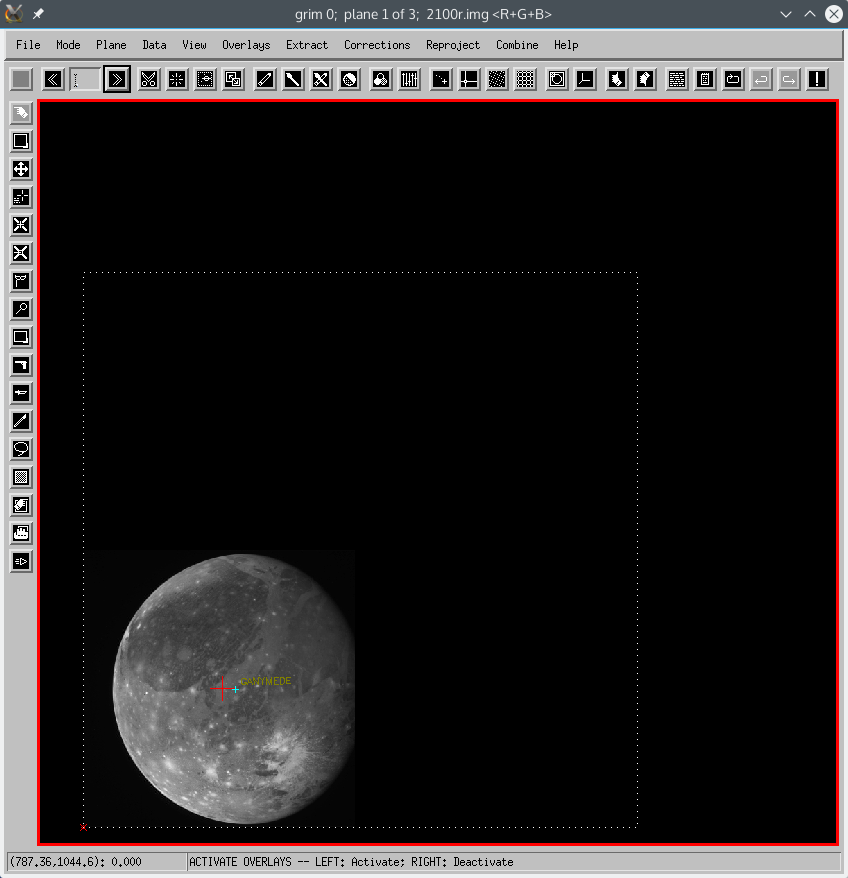 grim 0; plane 1 of 3; 2100r.img <R+G+B>
File Mode Plane Data View Overlays Extract Corrections Reproject Combine Help
GANYMEDE
(787.36,1044.6): 0.000 ACTIVATE OVERLAYS -- LEFT: Activate; RIGHT: Deactivate